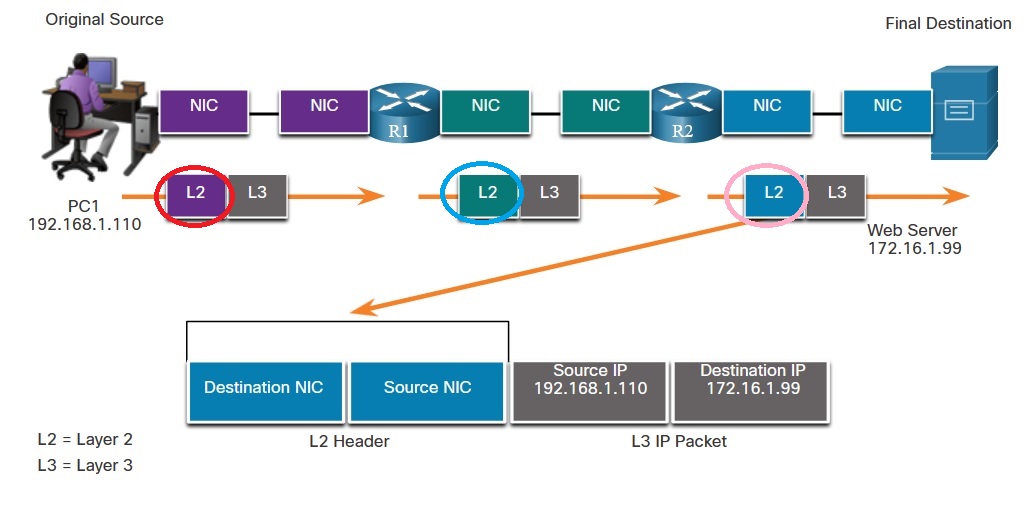 Original Source
Final Destination
NIC
NIC
R1
NIC
NIC
R2
NIC
NIC
L2
L3
L2
L3
L2
L3
PC1
192.168.1.110
Web Server
172.16.1.99
Destination NIC
Source NIC
Source IP
192.168.1.110
Destination IP
172.16.1.99
L2 Header
L3 IP Packet
L2 = Layer 2
L3 = Layer 3